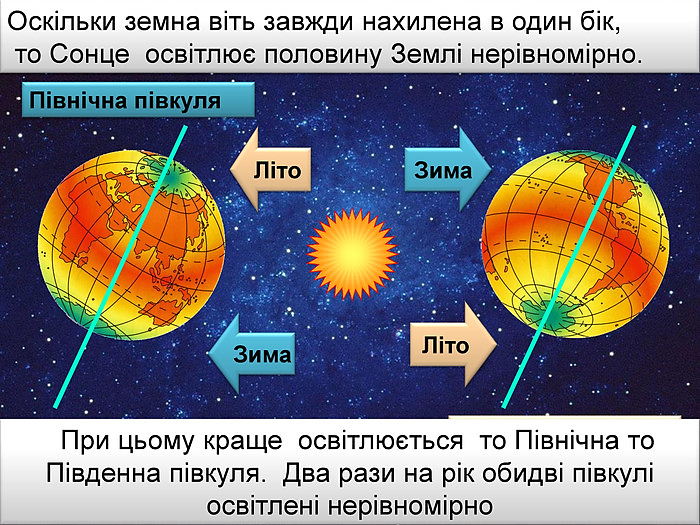 Оскільки земна віть завжди нахилена в один бік,
то Сонце освітлює половину Землі нерівномірно.
Північна півкуля
Літо
Зима
Зима
Літо
При цьому краще освітлюється то Північна то
Південна півкуля. Два рази на рік обидві півкулі
освітлені нерівномірно